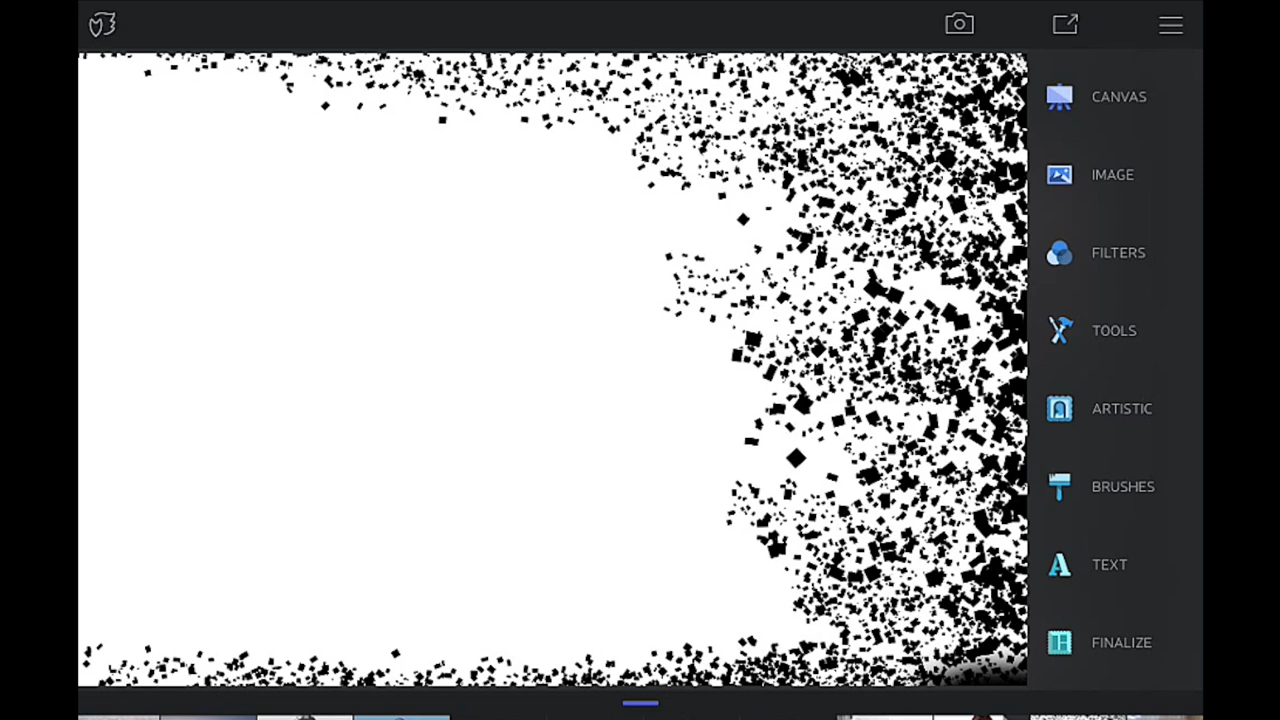 CANVAS
IMAGE
FILTERS
TOOLS
ARTISTIC
BRUSHES
TEXT
FINALIZE